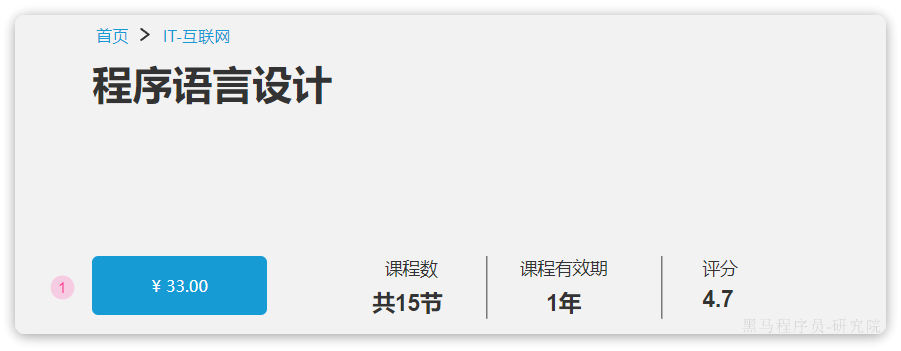 首页 > IT-互联网
程序语言设计
1
¥ 33.00
课程数
共15节
课程有效期
1年
评分
4.7
黑马程序员-研究院